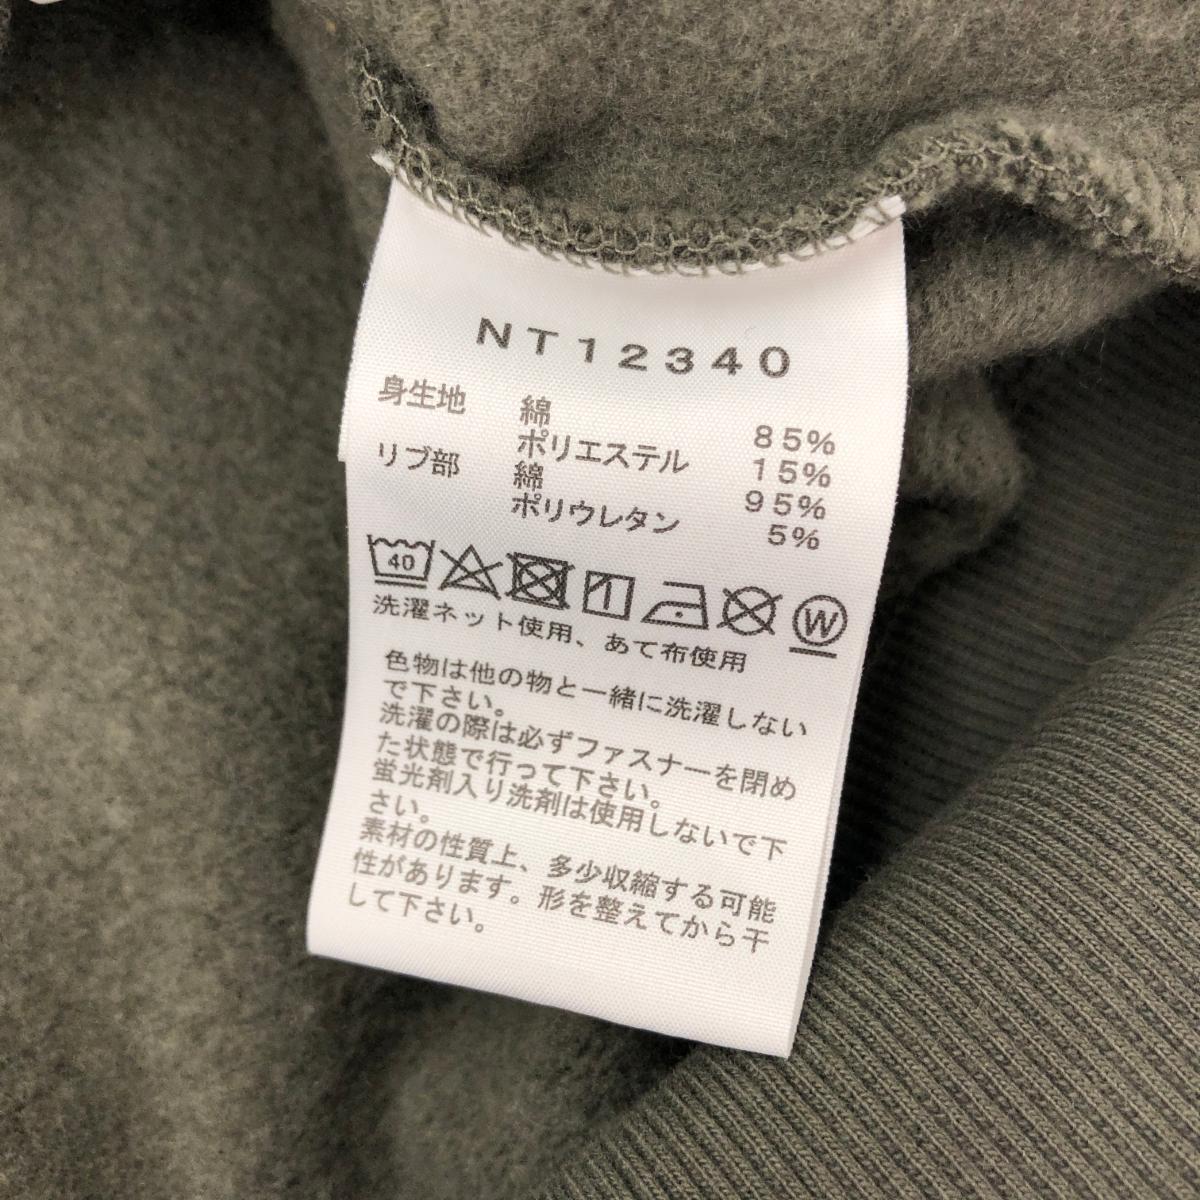 NT12340
身生地 綿 85%
ポリエステル 15%
リブ部 綿 95%
ポリウレタン 5%
40 W
洗濯ネット使用、あて布使用
色物は他の物と一緒に洗濯しない
で下さい。
洗濯の際は必ずファスナーを閉め
た状態で行って下さい。
蛍光剤入り洗剤は使用しないで下
さい。
素材の性質上、多少収縮する可能
性があります。形を整えてから干
して下さい。